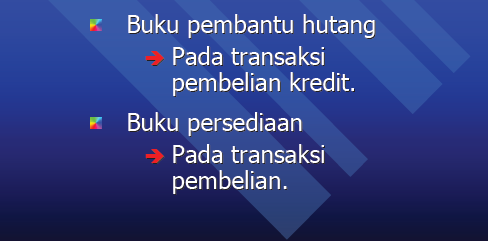 Buku pembantu hutang
Pada transaksi
pembelian kredit.
Buku persediaan
Pada transaksi
pembelian.